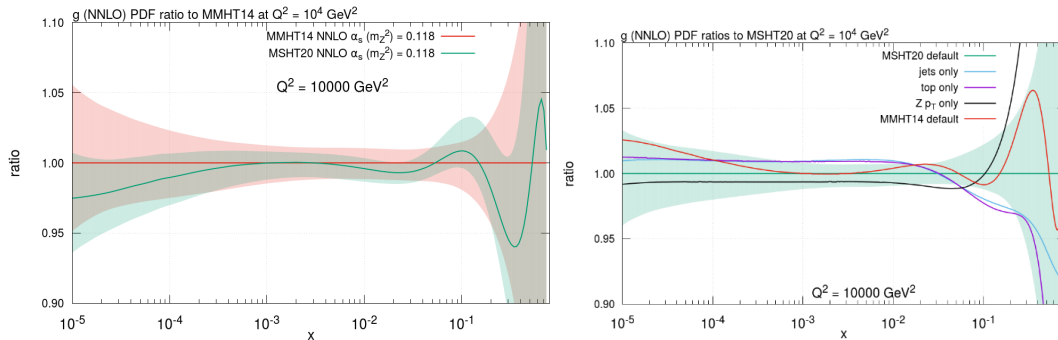 g (NNLO) PDF ratio to MMHT14 at Q² = 10⁴ GeV²
MMHT14 NNLO αₛ (m_Z²) = 0.118
MSHT20 NNLO αₛ (m_Z²) = 0.118
Q² = 10000 GeV²
1.10
1.05
1.00
0.95
0.90
ratio
10⁻⁵
10⁻⁴
10⁻³
10⁻²
10⁻¹
x
g (NNLO) PDF ratios to MSHT20 at Q² = 10⁴ GeV²
MSHT20 default
jets only
top only
Z p_T only
MMHT14 default
1.10
1.05
1.00
0.95
0.90
ratio
Q² = 10000 GeV²
10⁻⁵
10⁻⁴
10⁻³
10⁻²
10⁻¹
x